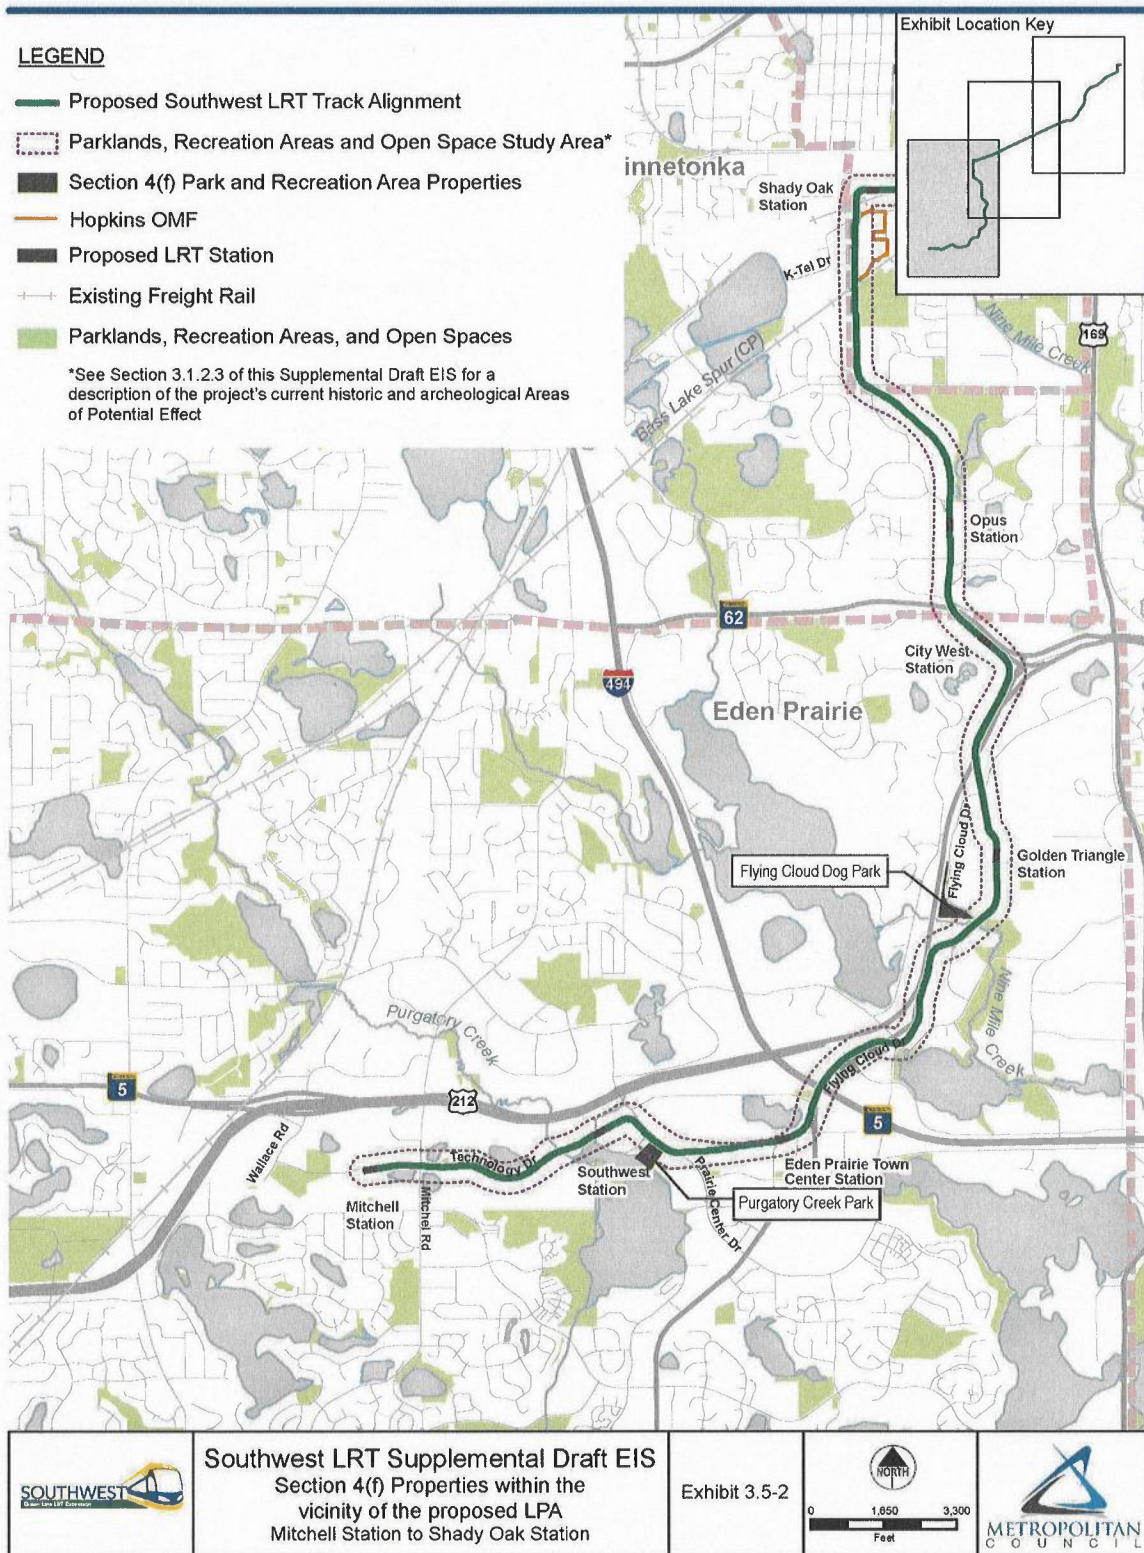 LEGEND
Proposed Southwest LRT Track Alignment
Parklands, Recreation Areas and Open Space Study Area*
Section 4(f) Park and Recreation Area Properties
Hopkins OMF
Proposed LRT Station
Existing Freight Rail
Parklands, Recreation Areas, and Open Spaces
*See Section 3.1.2.3 of this Supplemental Draft EIS for a
description of the project's current historic and archeological Areas
of Potential Effect
Exhibit Location Key
innetonka
Shady Oak
Station
K-Tel Dr
Nine Mile Creek
169
Bass Lake Spur (CP)
Opus
Station
62
City West
Station
494
Eden Prairie
Flying Cloud Dr
Golden Triangle
Station
Flying Cloud Dog Park
Nine Mile Creek
Purgatory Creek
Flying Cloud Dr
5
212
5
Wallace Rd
Technology Dr
Southwest
Station
Prairie Center Dr
Eden Prairie Town
Center Station
Purgatory Creek Park
Mitchell
Station
Mitchel Rd
SOUTHWEST
Green Line LRT Extension
Southwest LRT Supplemental Draft EIS
Section 4(f) Properties within the
vicinity of the proposed LPA
Mitchell Station to Shady Oak Station
Exhibit 3.5-2
NORTH
0 1,650 3,300
Feet
METROPOLITAN
COUNCIL